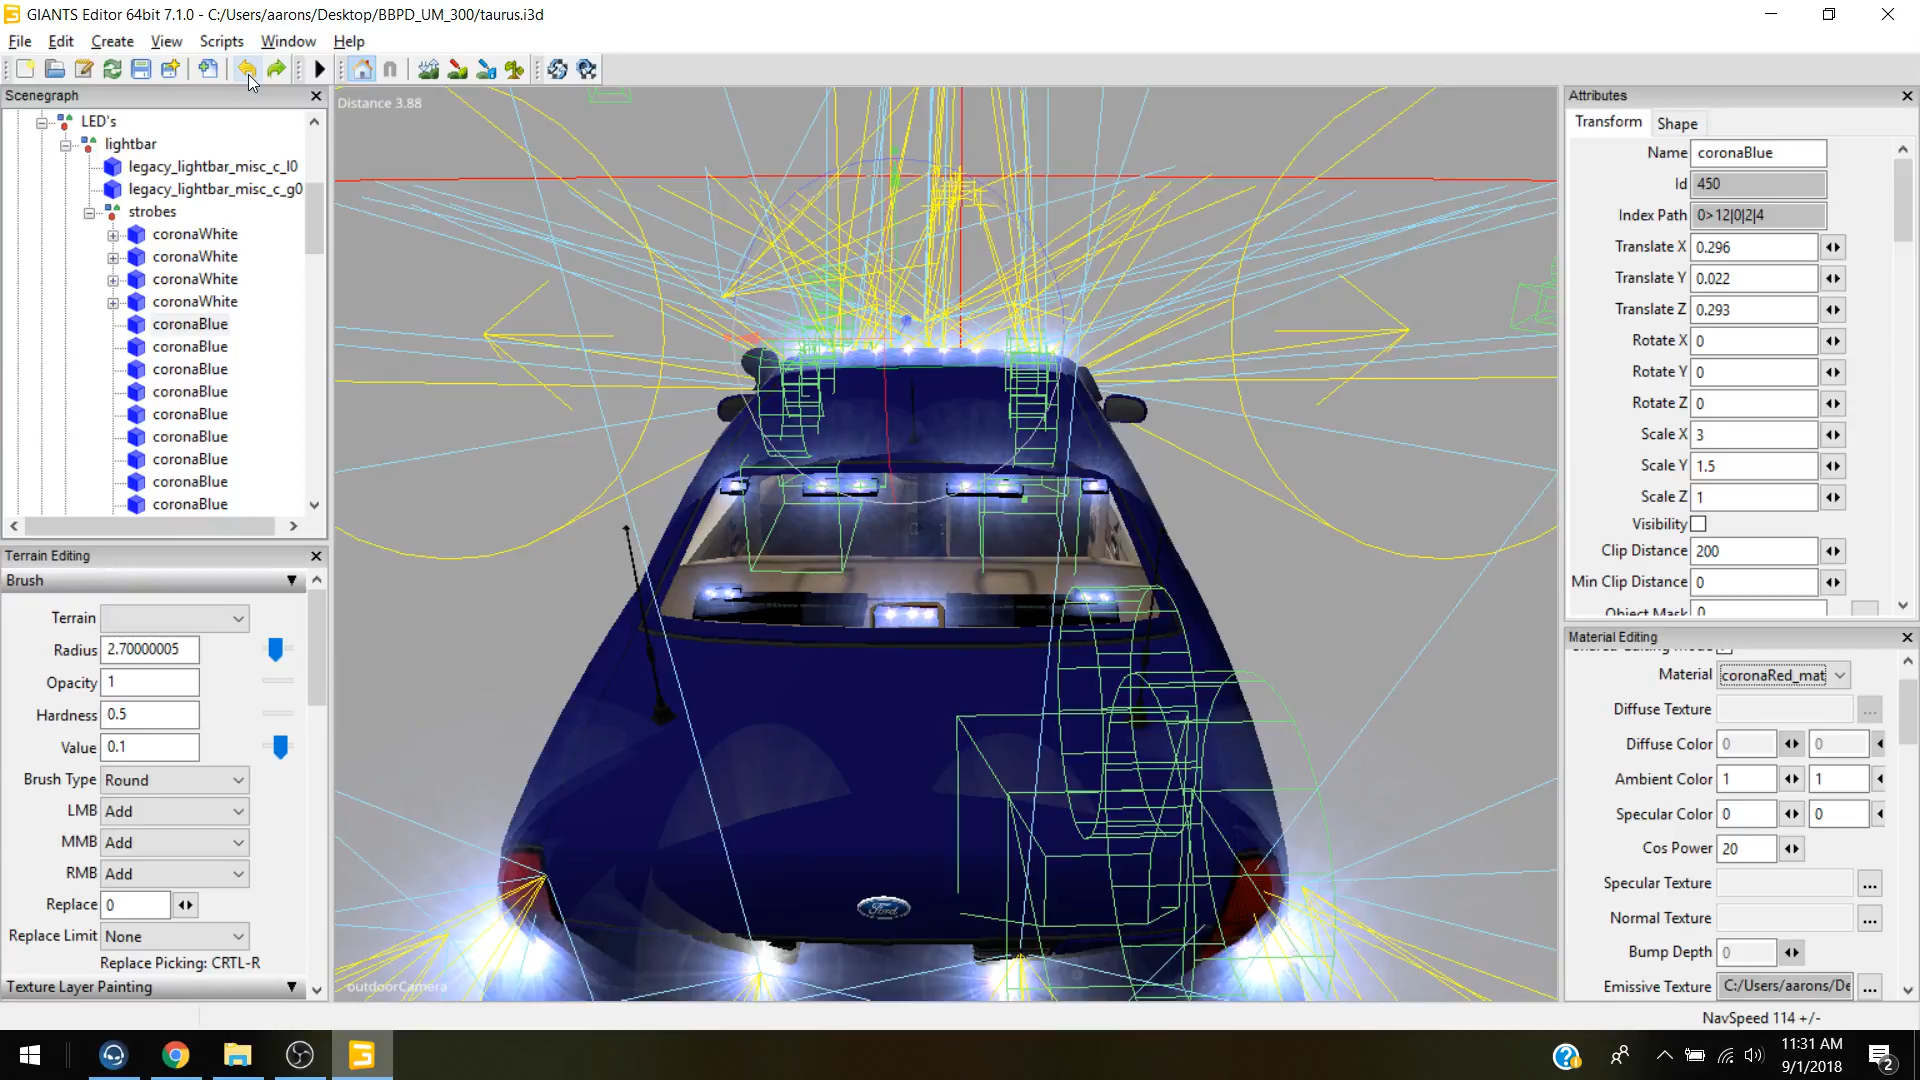 GIANTS Editor 64bit 7.1.0 - C:/Users/aarons/Desktop/BBPD_UM_300/taurus.i3d
File Edit Create View Scripts Window Help
Scenegraph
LED's
lightbar
legacy_lightbar_misc_c_l0
legacy_lightbar_misc_c_g0
strobes
coronaWhite
coronaWhite
coronaWhite
coronaWhite
coronaBlue
coronaBlue
coronaBlue
coronaBlue
coronaBlue
coronaBlue
coronaBlue
coronaBlue
coronaBlue
Terrain Editing
Brush
Terrain
Radius 2.70000005
Opacity 1
Hardness 0.5
Value 0.1
Brush Type Round
LMB Add
MMB Add
RMB Add
Replace 0
Replace Limit None
Replace Picking: CRTL-R
Texture Layer Painting
Distance 3.88
Ford
outdoorCamera
Attributes
Transform Shape
Name coronaBlue
Id 450
Index Path 0>12|0|2|4
Translate X 0.296
Translate Y 0.022
Translate Z 0.293
Rotate X 0
Rotate Y 0
Rotate Z 0
Scale X 3
Scale Y 1.5
Scale Z 1
Visibility
Clip Distance 200
Min Clip Distance 0
Object Mask 0
Material Editing
Material coronaRed_mat
Diffuse Texture ...
Diffuse Color 0 0
Ambient Color 1 1
Specular Color 0 0
Cos Power 20
Specular Texture ...
Normal Texture ...
Bump Depth 0
Emissive Texture C:/Users/aarons/De ...
NavSpeed 114 +/-
11:31 AM
9/1/2018
2